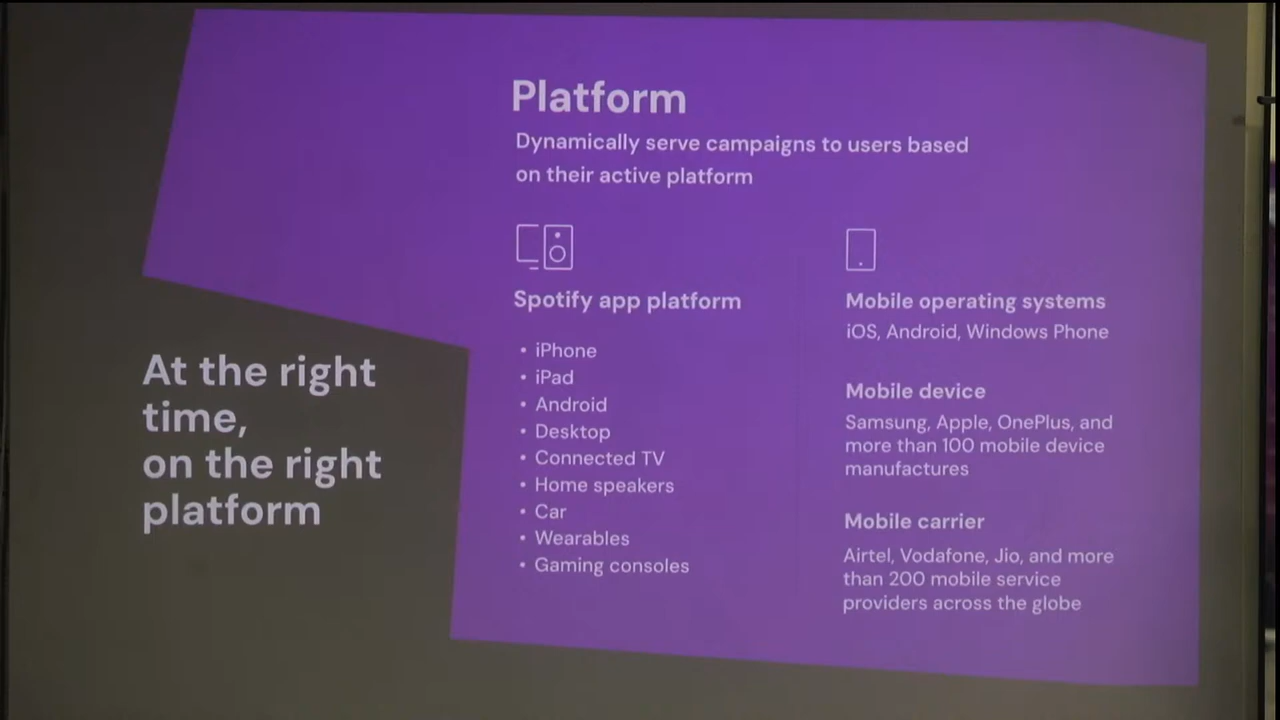 Platform
Dynamically serve campaigns to users based
on their active platform
Spotify app platform
• iPhone
• iPad
• Android
• Desktop
• Connected TV
• Home speakers
• Car
• Wearables
• Gaming consoles
Mobile operating systems
iOS, Android, Windows Phone
Mobile device
Samsung, Apple, OnePlus, and
more than 100 mobile device
manufactures
Mobile carrier
Airtel, Vodafone, Jio, and more
than 200 mobile service
providers across the globe
At the right
time,
on the right
platform